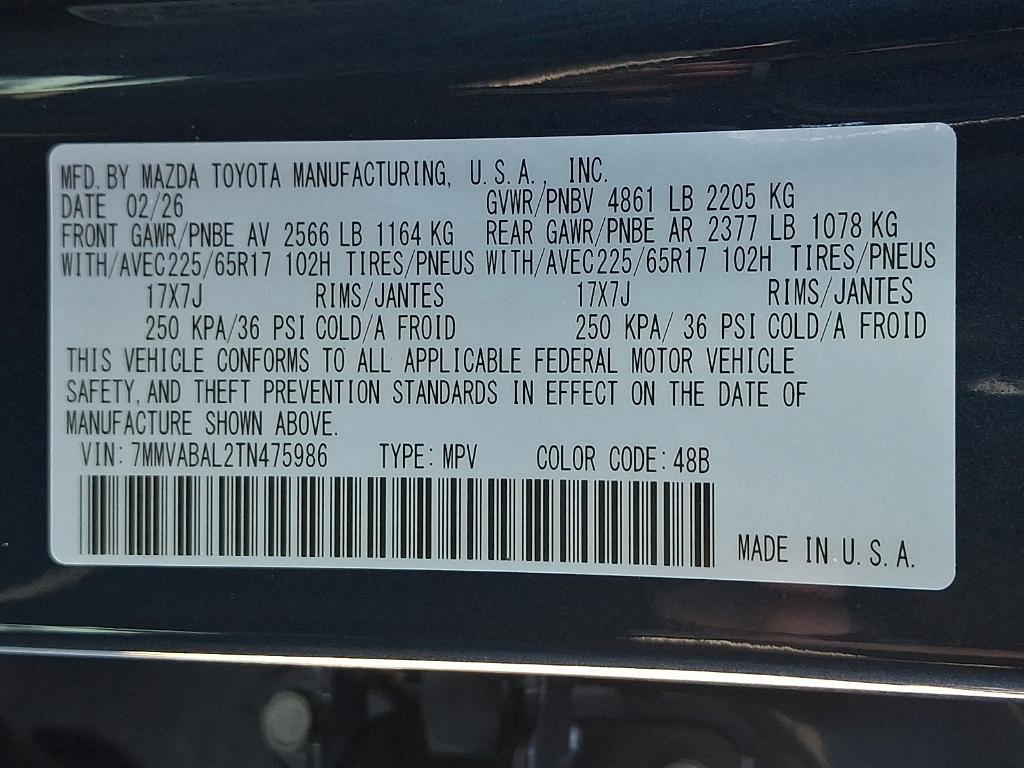 MFD. BY MAZDA TOYOTA MANUFACTURING, U.S.A., INC.
DATE 02/26 GVWR/PNBV 4861 LB 2205 KG
FRONT GAWR/PNBE AV 2566 LB 1164 KG REAR GAWR/PNBE AR 2377 LB 1078 KG
WITH/AVEC225/65R17 102H TIRES/PNEUS WITH/AVEC225/65R17 102H TIRES/PNEUS
17X7J RIMS/JANTES 17X7J RIMS/JANTES
250 KPA/36 PSI COLD/A FROID 250 KPA/ 36 PSI COLD/A FROID
THIS VEHICLE CONFORMS TO ALL APPLICABLE FEDERAL MOTOR VEHICLE
SAFETY, AND THEFT PREVENTION STANDARDS IN EFFECT ON THE DATE OF
MANUFACTURE SHOWN ABOVE.
VIN: 7MMVABAL2TN475986 TYPE: MPV COLOR CODE: 48B
MADE IN U.S.A.